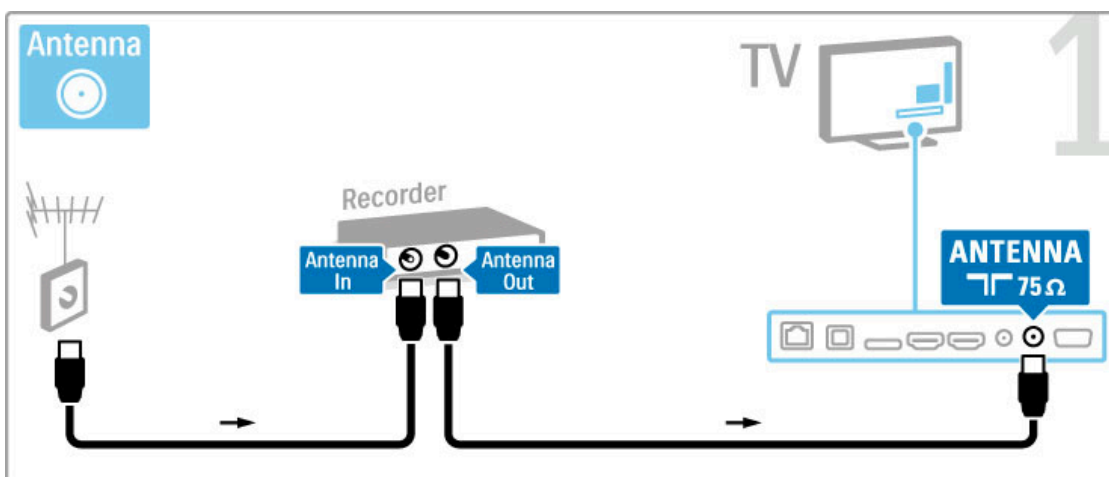 Antenna
TV
1
Recorder
Antenna
In
Antenna
Out
ANTENNA
75 Ω